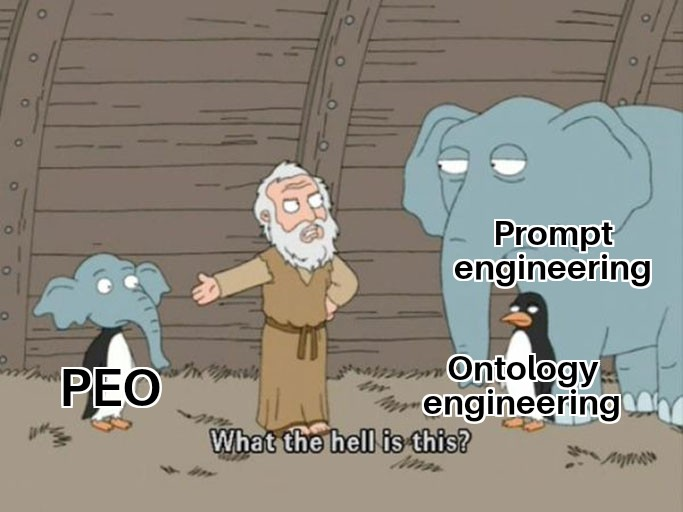 Prompt
engineering
PEO
Ontology
engineering
What the hell is this?